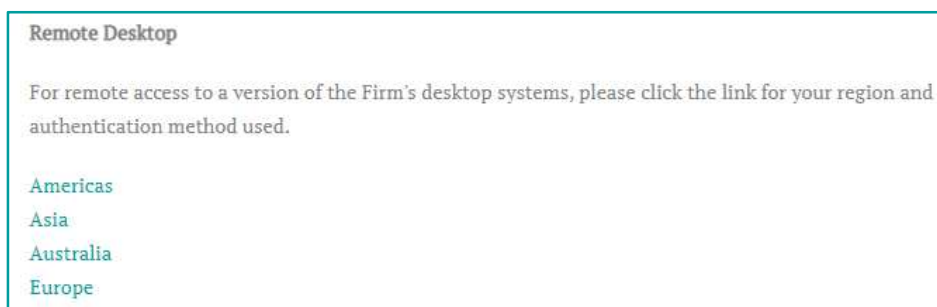 Remote Desktop
For remote access to a version of the Firm's desktop systems, please click the link for your region and
authentication method used.
Americas
Asia
Australia
Europe